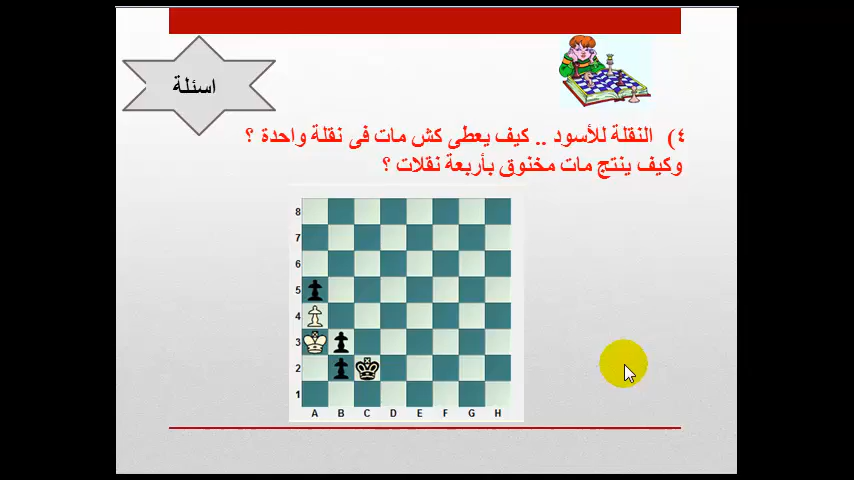 اسئلة
٤) النقلة للأسود .. كيف يعطى كش مات فى نقلة واحدة ؟
وكيف ينتج مات مخنوق بأربعة نقلات ؟
8
7
6
5
4
3
2
1
A B C D E F G H